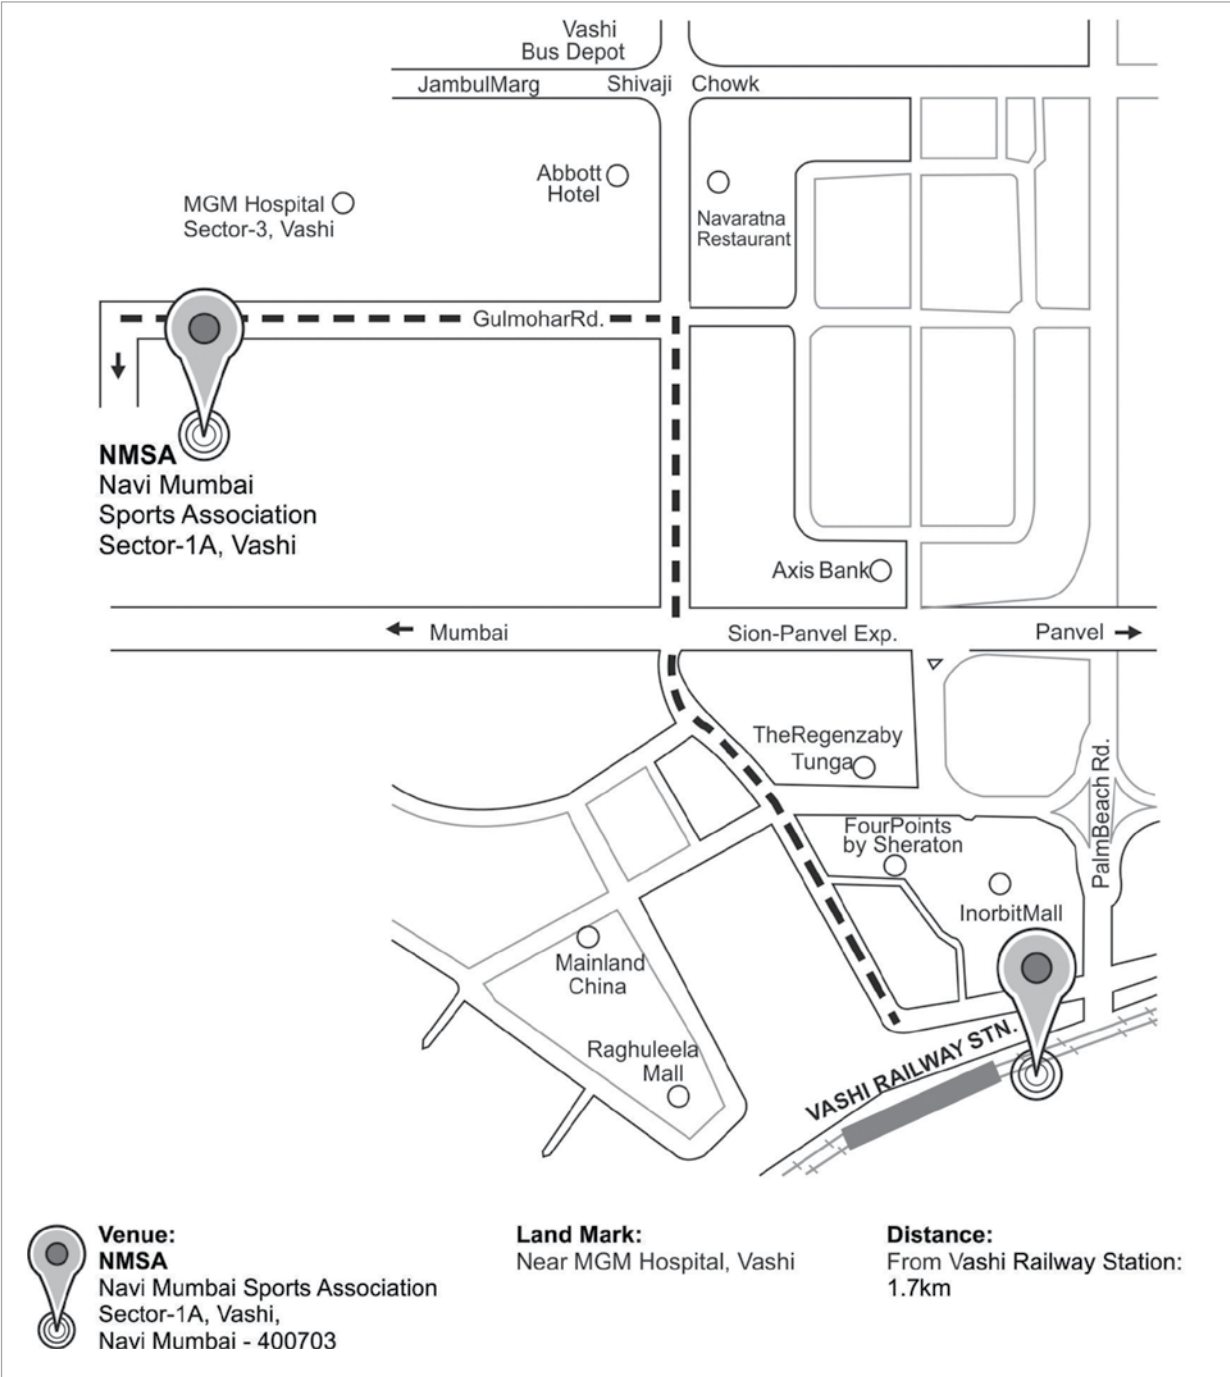 Vashi
Bus Depot
JambulMarg
Shivaji Chowk
Abbott
Hotel
MGM Hospital
Sector-3, Vashi
Navaratna
Restaurant
GulmoharRd.
NMSA
Navi Mumbai
Sports Association
Sector-1A, Vashi
Axis Bank
Mumbai
Sion-Panvel Exp.
Panvel
TheRegenzaby
Tunga
PalmBeach Rd.
FourPoints
by Sheraton
InorbitMall
Mainland
China
VASHI RAILWAY STN.
Raghuleela
Mall
Venue:
NMSA
Navi Mumbai Sports Association
Sector-1A, Vashi,
Navi Mumbai - 400703
Land Mark:
Near MGM Hospital, Vashi
Distance:
From Vashi Railway Station:
1.7km